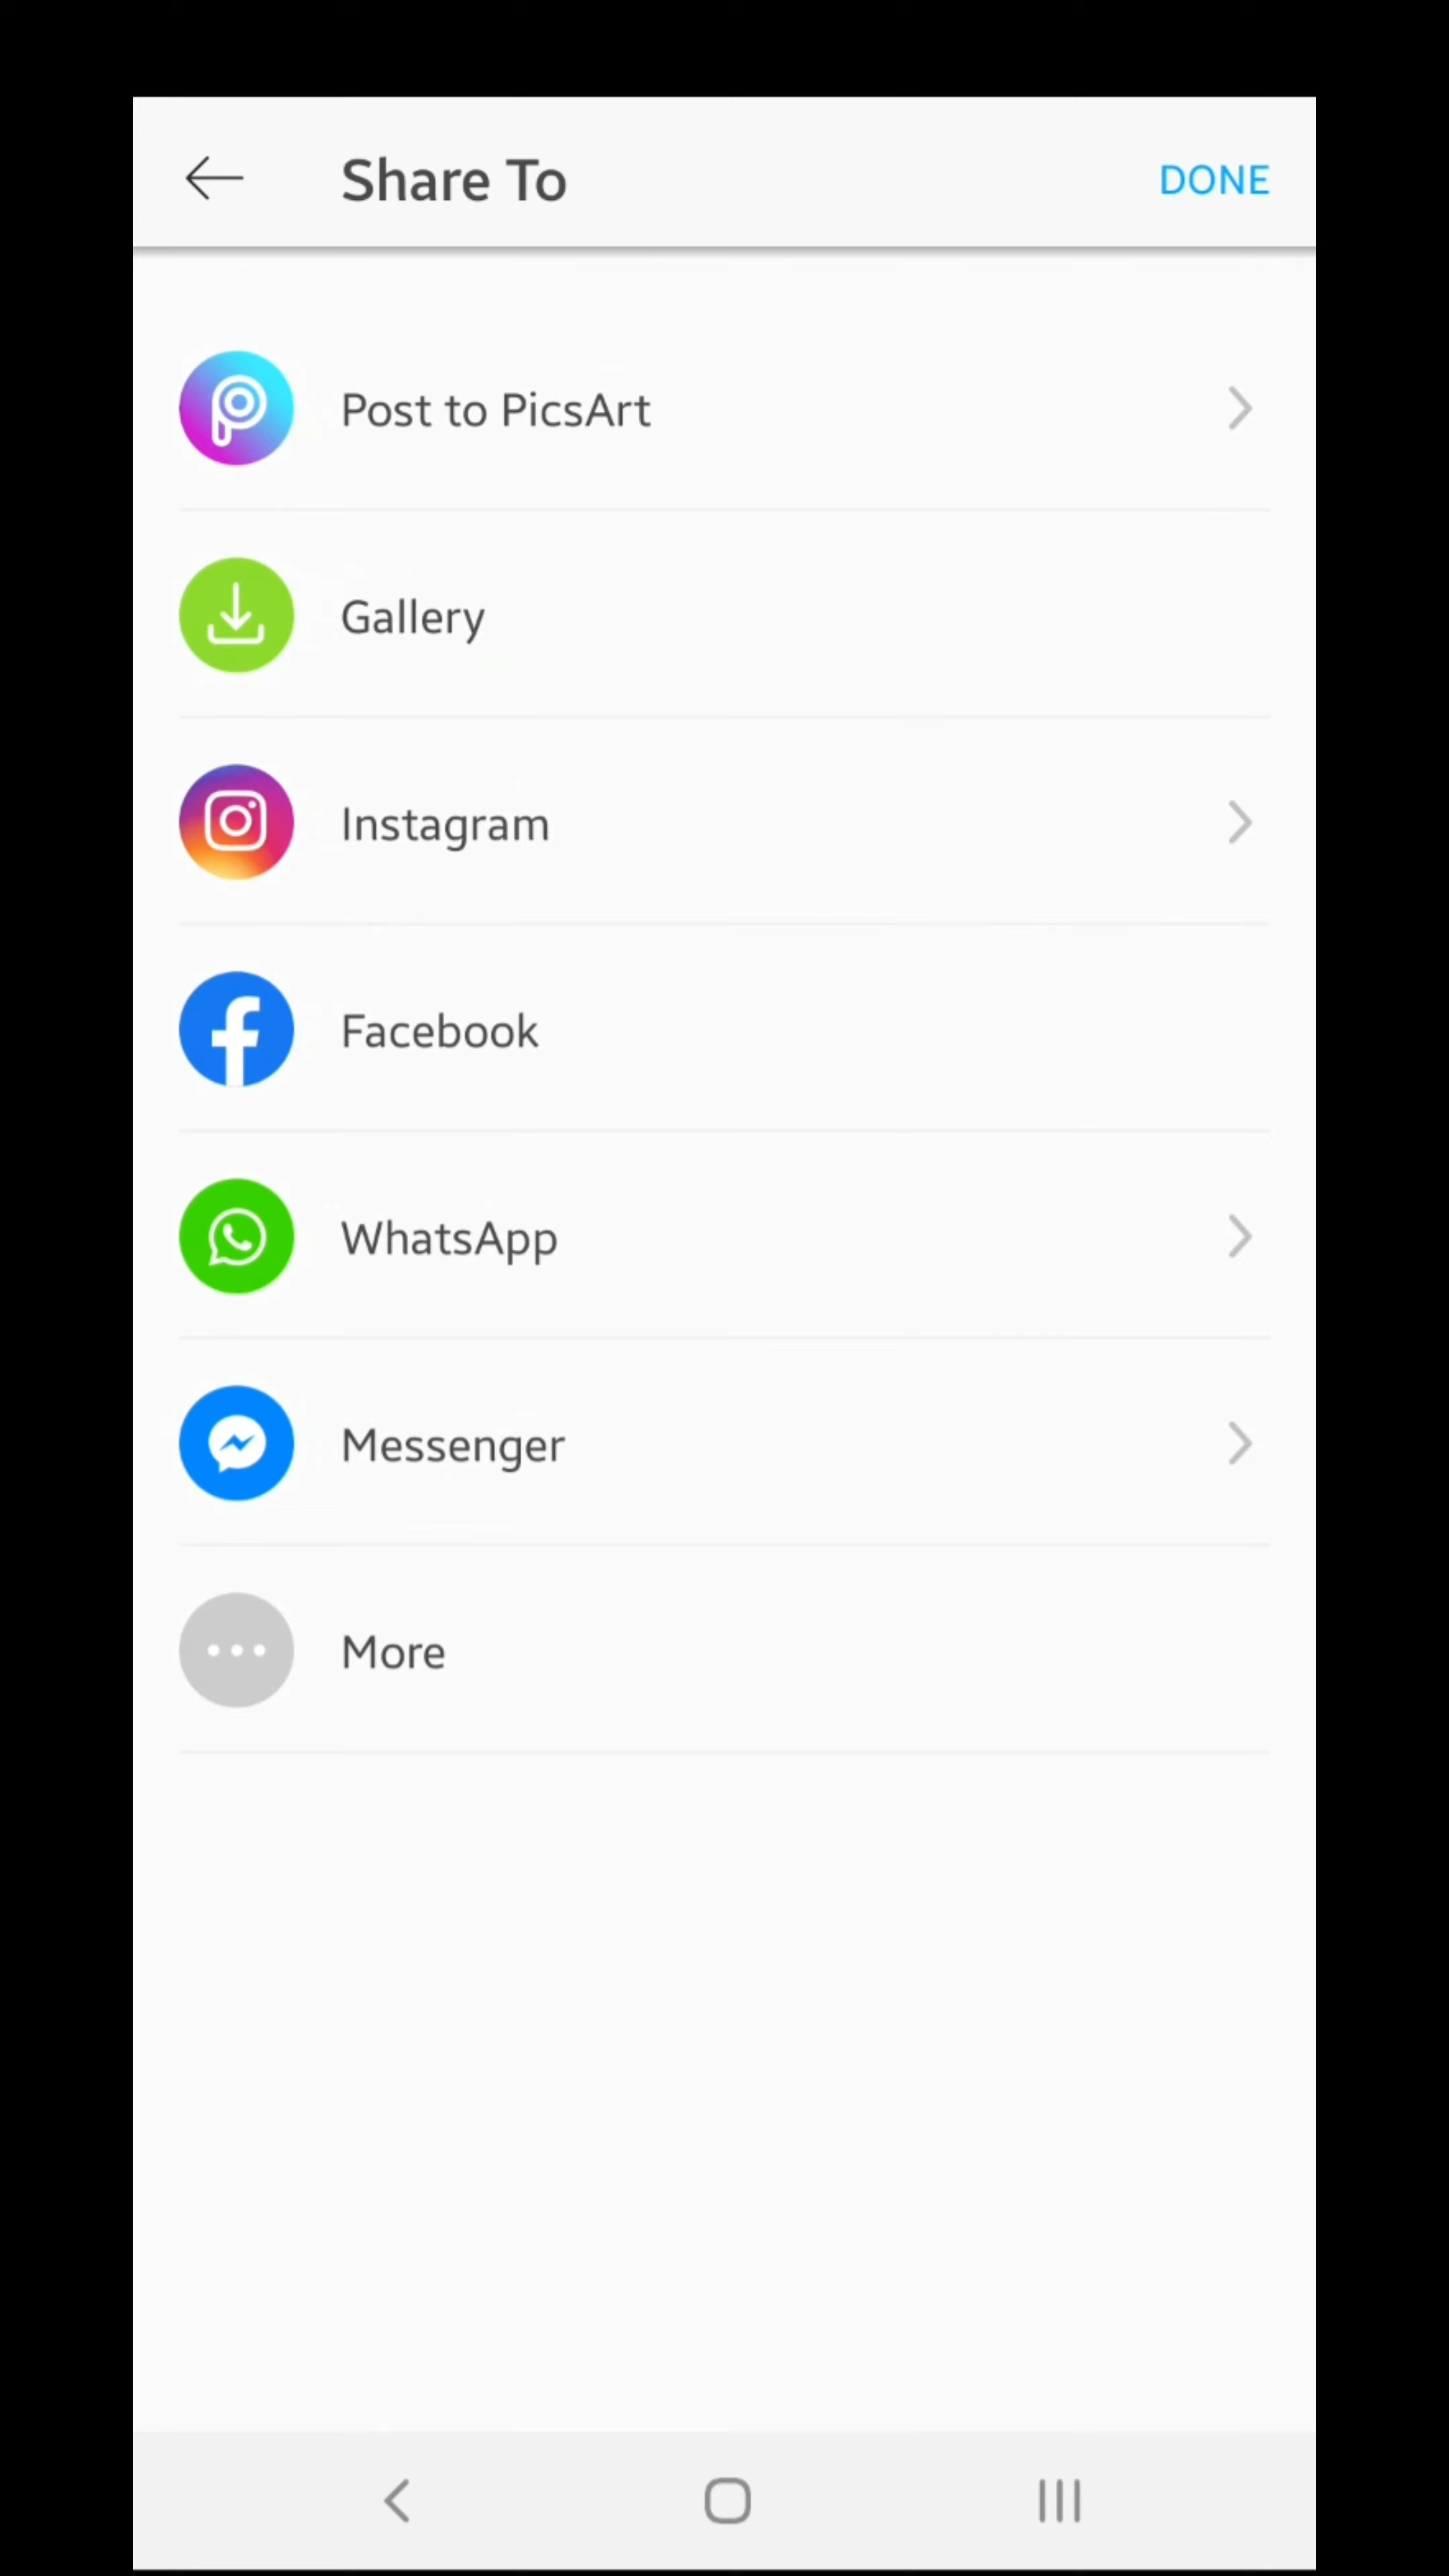 Share To
DONE
Post to PicsArt
Gallery
Instagram
Facebook
WhatsApp
Messenger
More